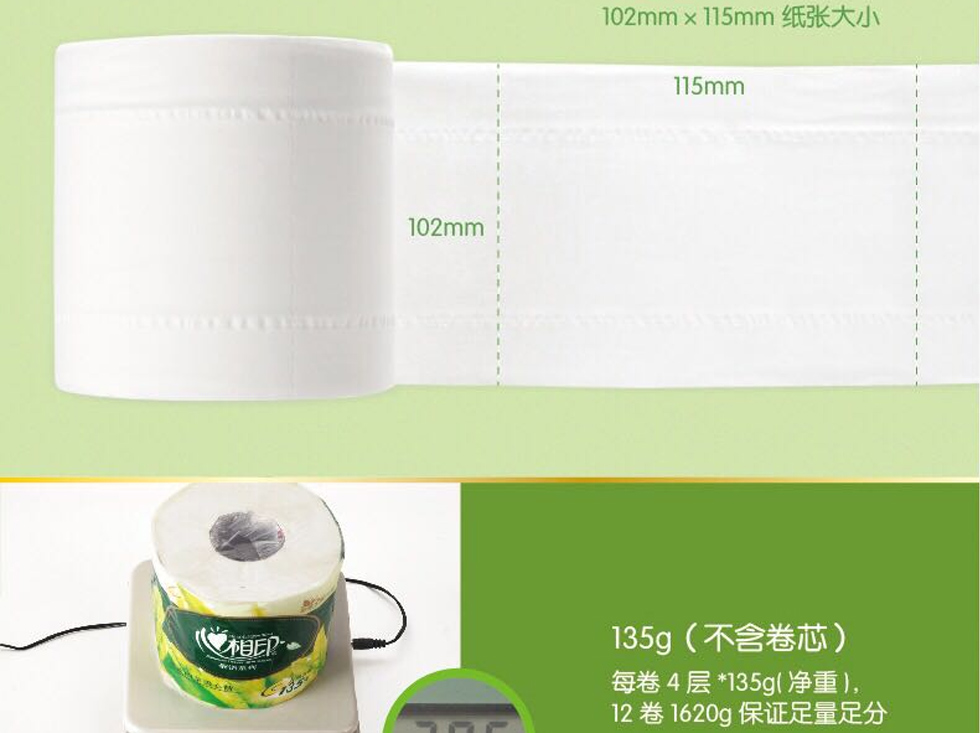 102mm × 115mm 纸张大小
115mm
102mm
心相印
135g
135g（不含卷芯）
每卷 4 层 *135g(净重),
12 卷 1620g 保证足量足分